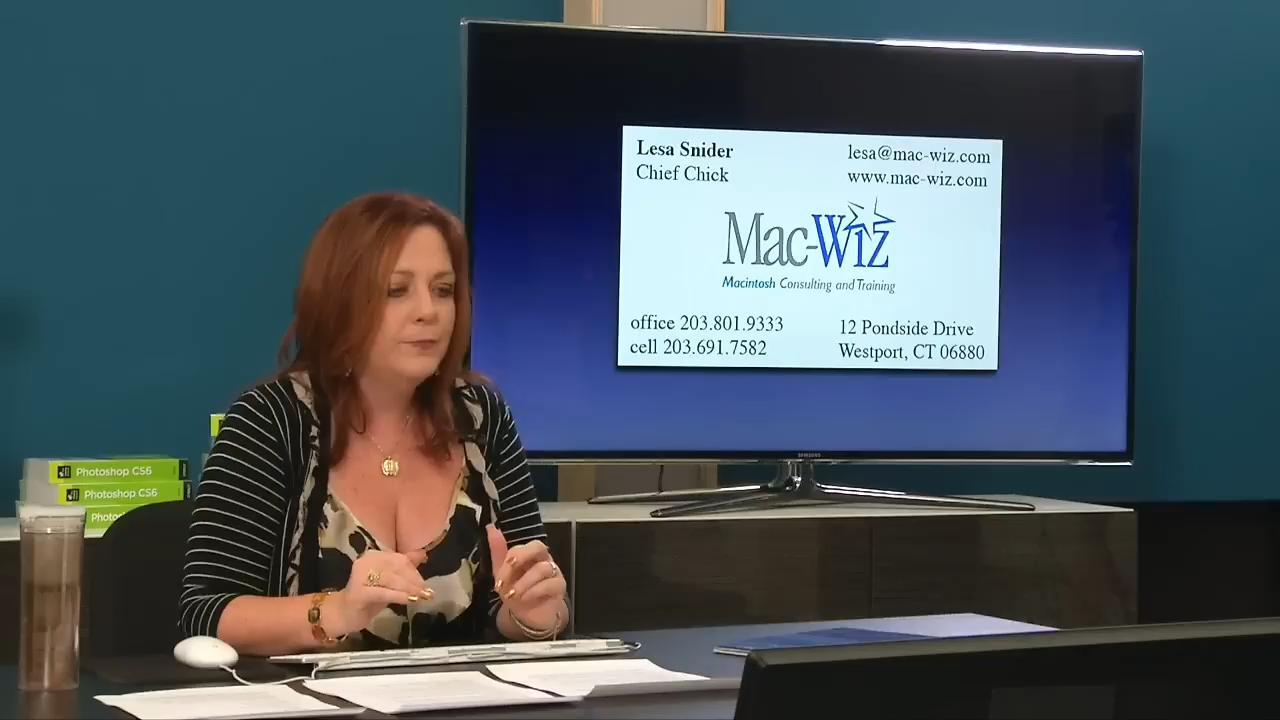 Lesa Snider
Chief Chick
lesa@mac-wiz.com
www.mac-wiz.com
Mac-Wiz
Macintosh Consulting and Training
office 203.801.9333
cell 203.691.7582
12 Pondside Drive
Westport, CT 06880
SAMSUNG
Photoshop CS6
Photoshop CS6
Photo